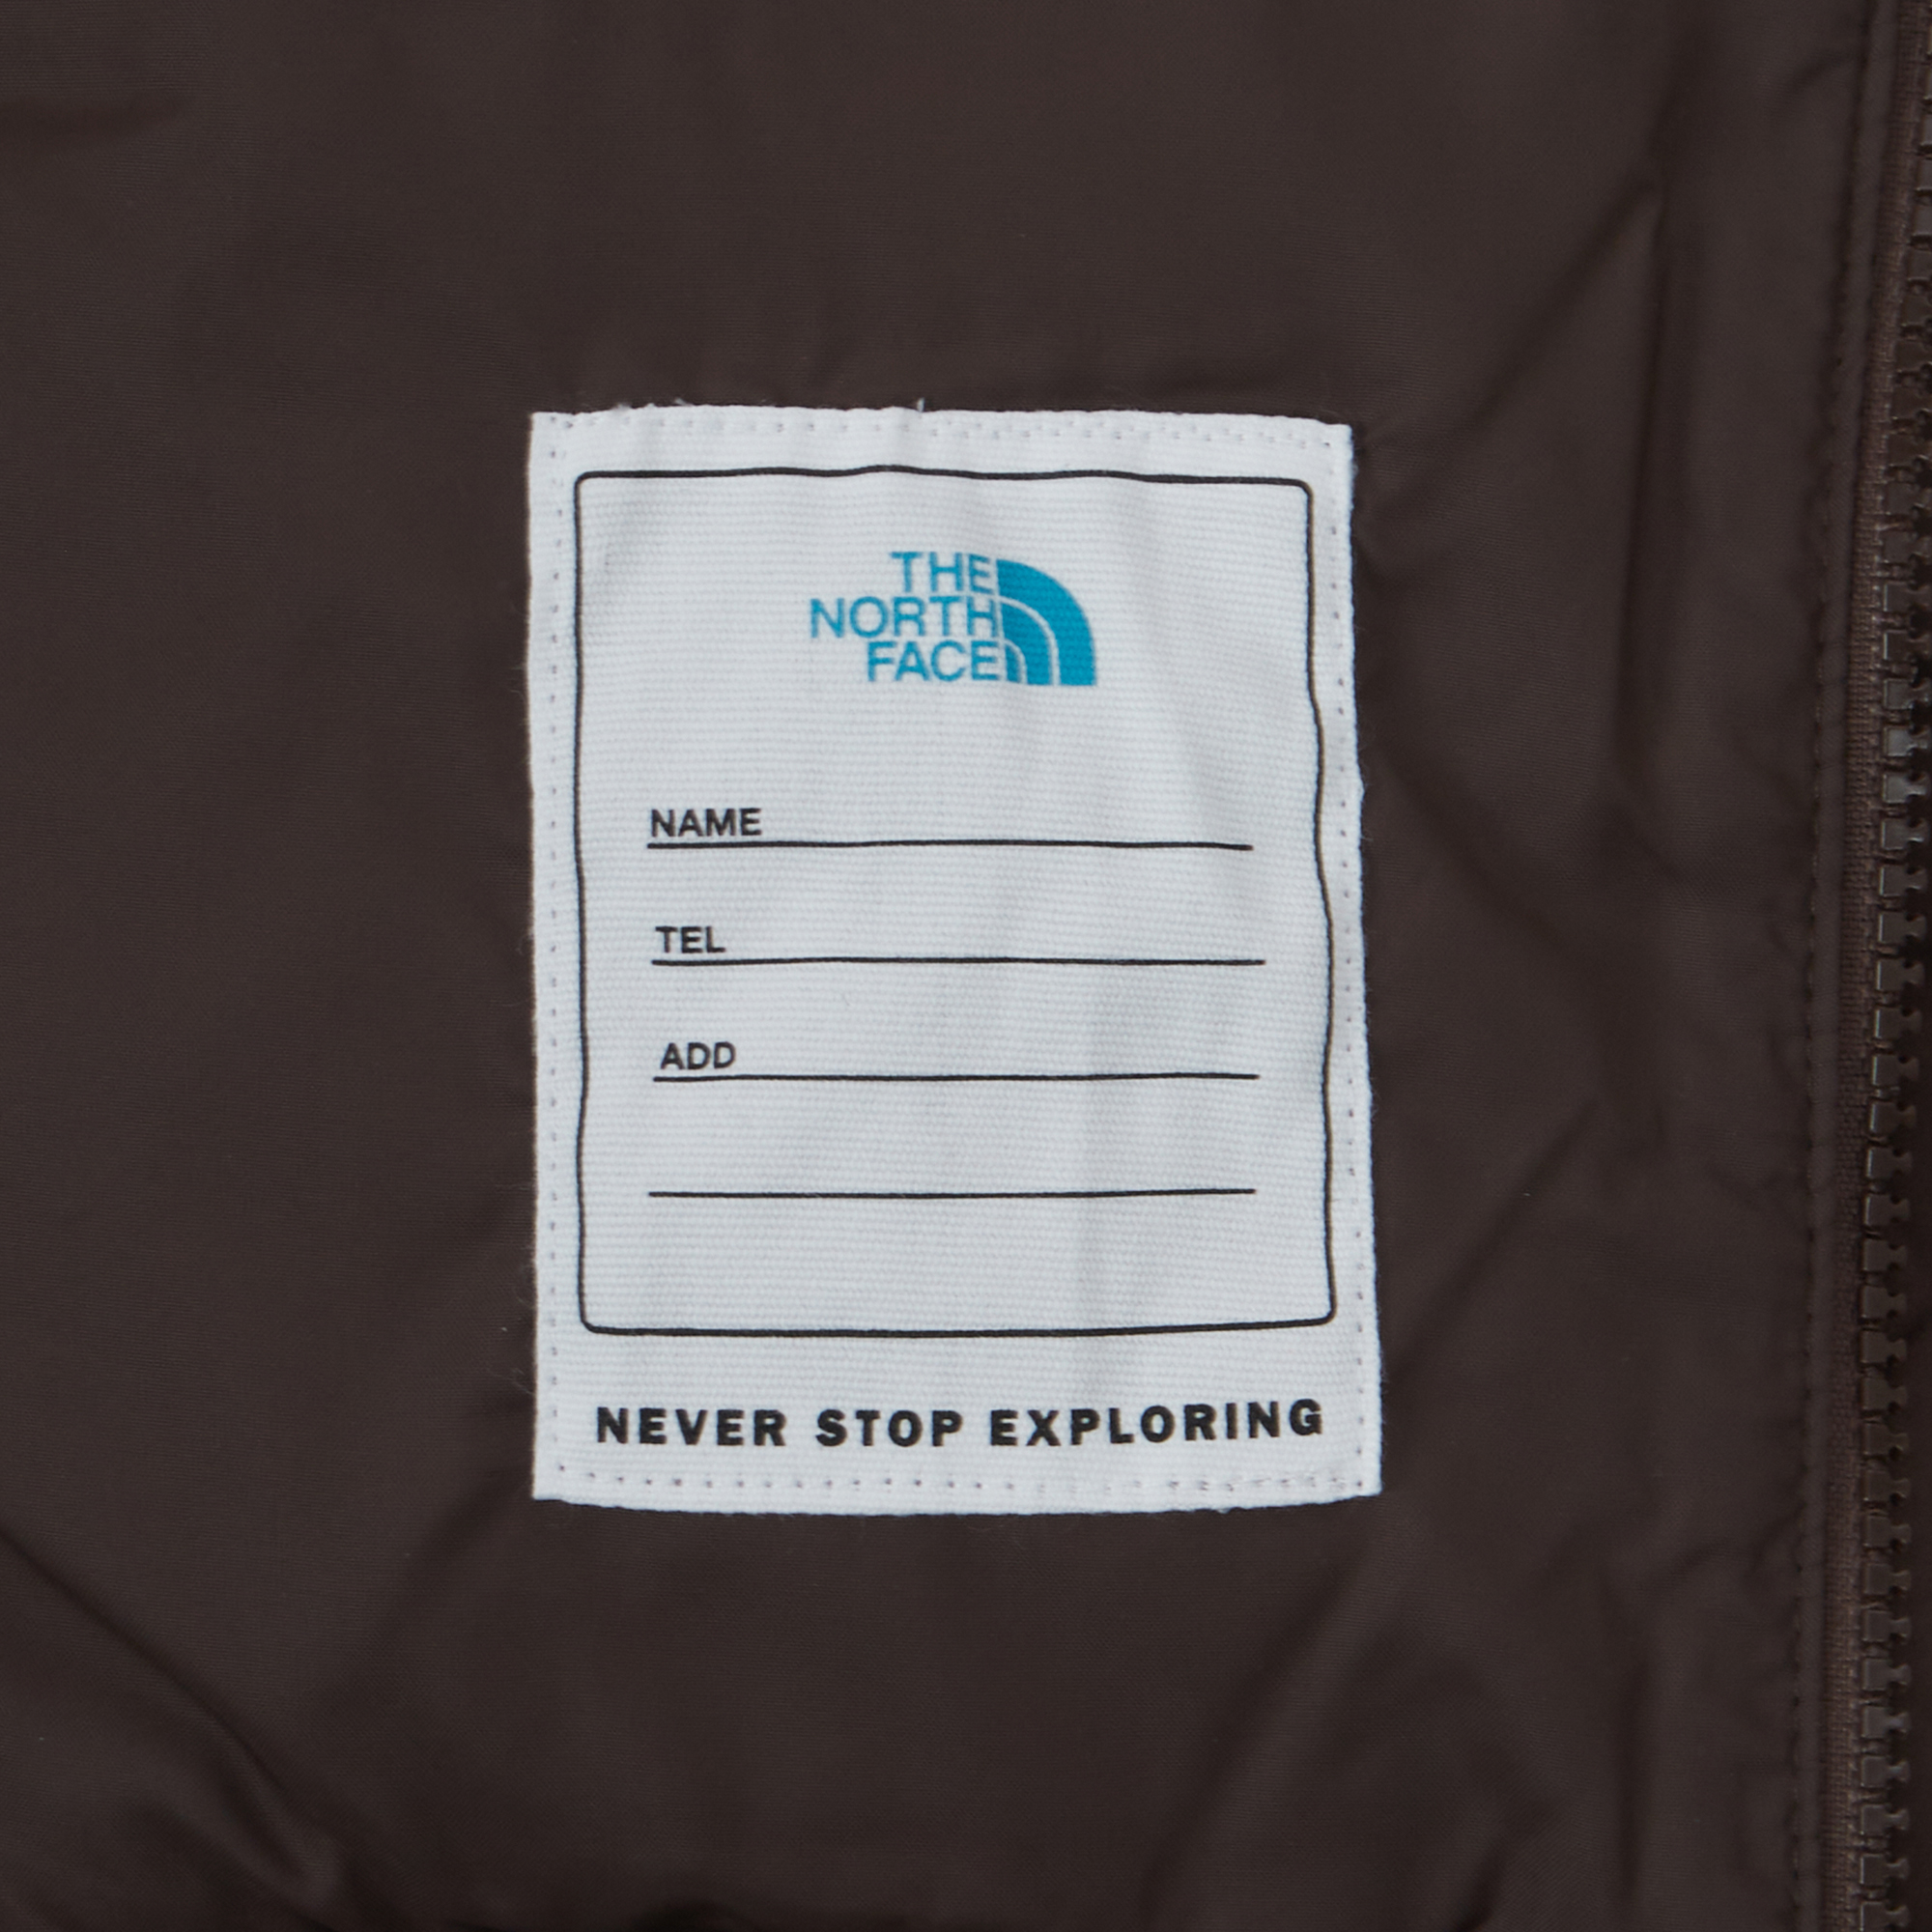 THE
NORTH
FACE
NAME
TEL
ADD
NEVER STOP EXPLORING